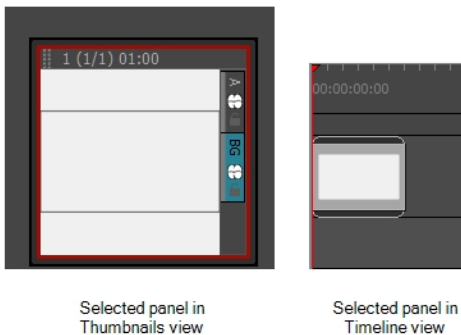 1 (1/1) 01:00
A
BG
00:00:00:00
Selected panel in
Thumbnails view
Selected panel in
Timeline view